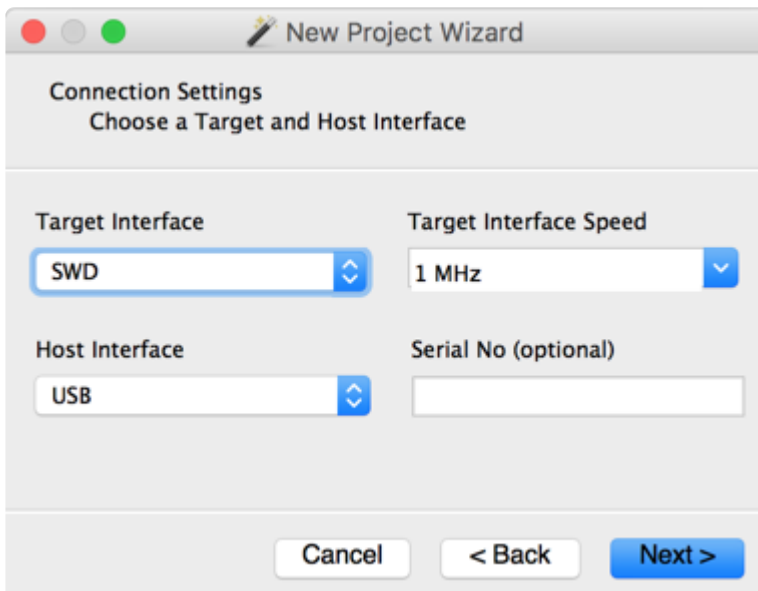 New Project Wizard
Connection Settings
Choose a Target and Host Interface
Target Interface
Target Interface Speed
SWD
1 MHz
Host Interface
Serial No (optional)
USB
Cancel
< Back
Next >